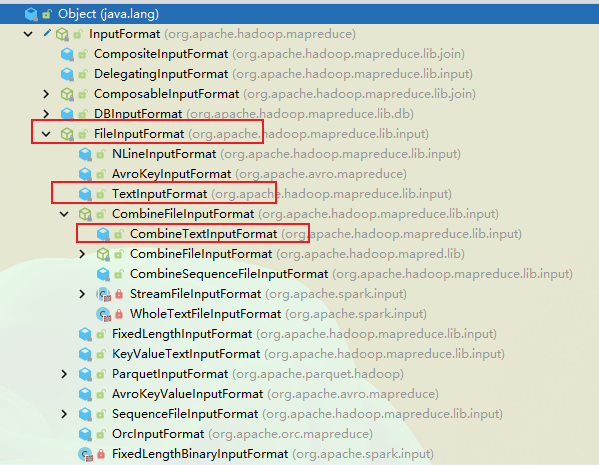 Object (java.lang)
InputFormat (org.apache.hadoop.mapreduce)
CompositeInputFormat (org.apache.hadoop.mapreduce.lib.join)
DelegatingInputFormat (org.apache.hadoop.mapreduce.lib.input)
ComposableInputFormat (org.apache.hadoop.mapreduce.lib.join)
DBInputFormat (org.apache.hadoop.mapreduce.lib.db)
FileInputFormat (org.apache.hadoop.mapreduce.lib.input)
NLineInputFormat (org.apache.hadoop.mapreduce.lib.input)
AvroKeyInputFormat (org.apache.avro.mapreduce)
TextInputFormat (org.apache.hadoop.mapreduce.lib.input)
CombineFileInputFormat (org.apache.hadoop.mapreduce.lib.input)
CombineTextInputFormat (org.apache.hadoop.mapreduce.lib.input)
CombineFileInputFormat (org.apache.hadoop.mapred.lib)
CombineSequenceFileInputFormat (org.apache.hadoop.mapreduce.lib.input)
StreamFileInputFormat (org.apache.spark.input)
WholeTextFileInputFormat (org.apache.spark.input)
FixedLengthInputFormat (org.apache.hadoop.mapreduce.lib.input)
KeyValueTextInputFormat (org.apache.hadoop.mapreduce.lib.input)
ParquetInputFormat (org.apache.parquet.hadoop)
AvroKeyValueInputFormat (org.apache.avro.mapreduce)
SequenceFileInputFormat (org.apache.hadoop.mapreduce.lib.input)
OrcInputFormat (org.apache.orc.mapreduce)
FixedLengthBinaryInputFormat (org.apache.spark.input)